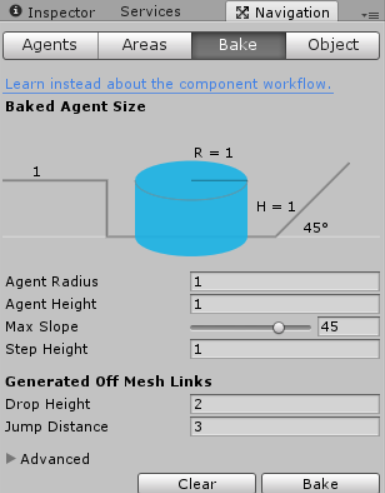 Inspector Services Navigation
Agents Areas Bake Object
Learn instead about the component workflow.
Baked Agent Size
R = 1
1
H = 1
45°
Agent Radius 1
Agent Height 1
Max Slope 45
Step Height 1
Generated Off Mesh Links
Drop Height 2
Jump Distance 3
Advanced
Clear Bake